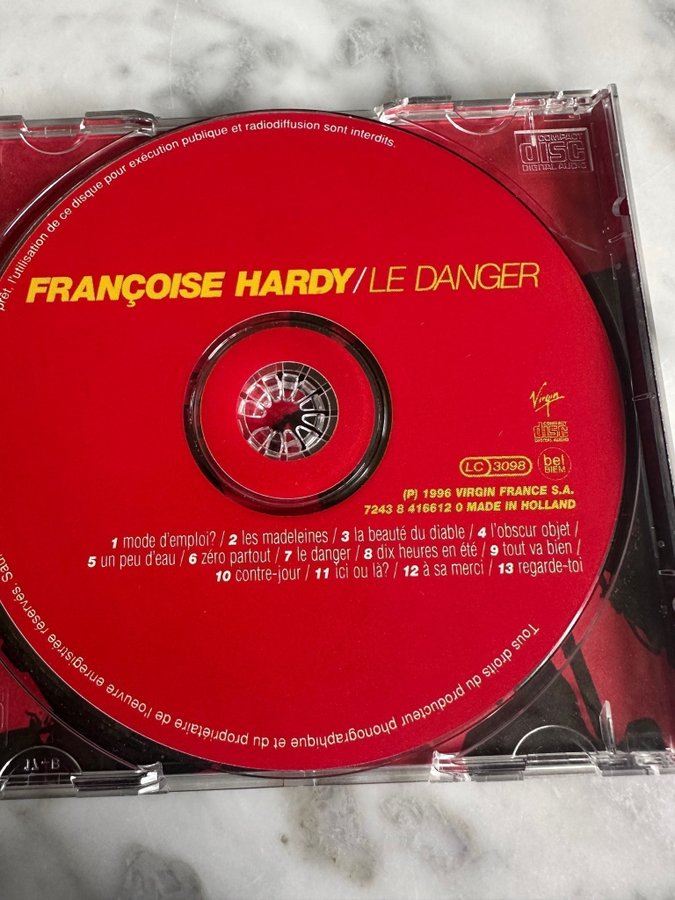 prêt, l'utilisation de ce disque pour exécution publique et radiodiffusion sont interdits.
COMPACT
disc
DIGITAL AUDIO
FRANÇOISE HARDY/LE DANGER
Virgin
COMPACT
disc
DIGITAL AUDIO
LC 3098
bel
BIEM
(P) 1996 VIRGIN FRANCE S.A.
7243 8 416612 0 MADE IN HOLLAND
1 mode d'emploi? / 2 les madeleines / 3 la beauté du diable / 4 l'obscur objet /
5 un peu d'eau / 6 zéro partout / 7 le danger / 8 dix heures en été / 9 tout va bien /
10 contre-jour / 11 ici ou là? / 12 à sa merci / 13 regarde-toi
Tous droits du producteur phonographique et du propriétaire de l'oeuvre enregistrée réservés.